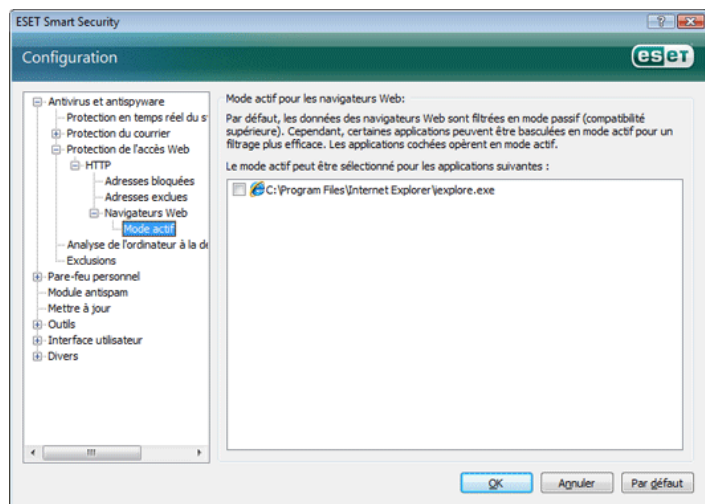 ESET Smart Security
Configuration
eset
Antivirus et antispyware
Protection en temps réel du s
Protection du courrier
Protection de l'accès Web
HTTP
Adresses bloquées
Adresses exclues
Navigateurs Web
Mode actif
Analyse de l'ordinateur à la de
Exclusions
Pare-feu personnel
Module antispam
Mettre à jour
Outils
Interface utilisateur
Divers
Mode actif pour les navigateurs Web:
Par défaut, les données des navigateurs Web sont filtrées en mode passif (compatibilité
supérieure). Cependant, certaines applications peuvent être basculées en mode actif pour un
filtrage plus efficace. Les applications cochées opèrent en mode actif.
Le mode actif peut être sélectionné pour les applications suivantes :
C:\Program Files\Internet Explorer\iexplore.exe
OK
Annuler
Par défaut